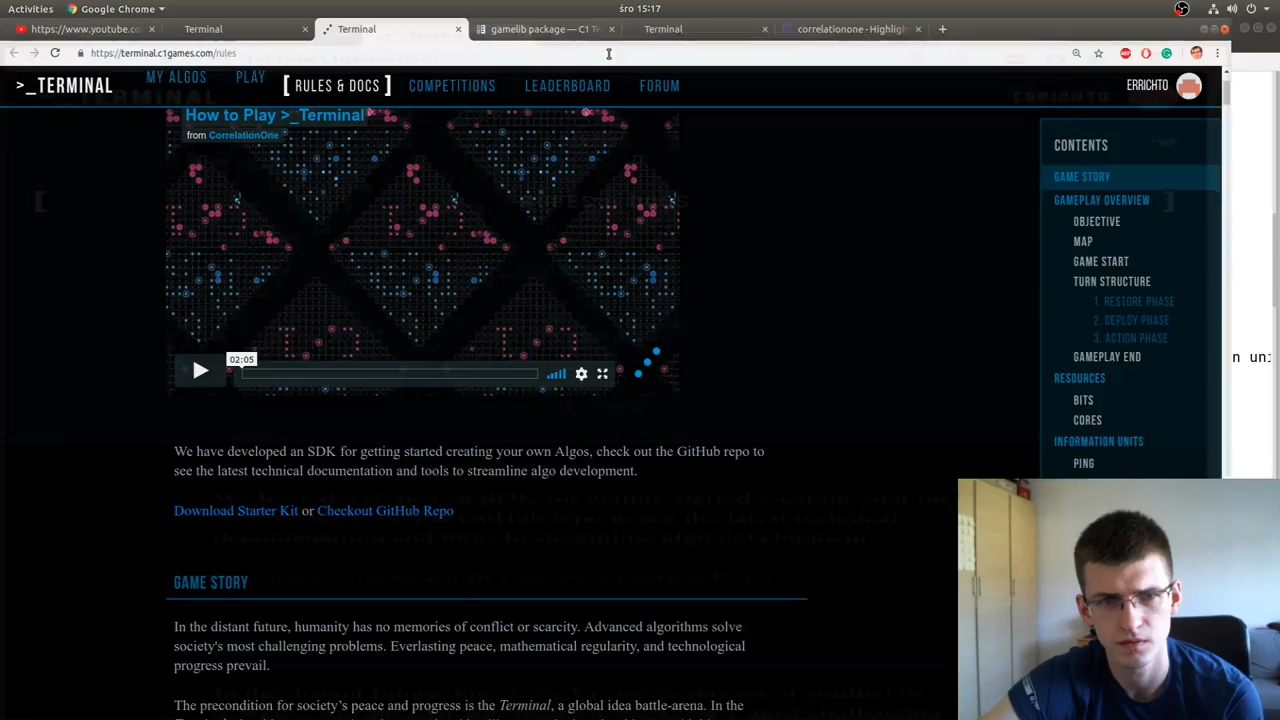 Activities
Google Chrome
śro 15:17
https://www.youtube.c
Terminal
Terminal
gamelib package — C1 Te
Terminal
correlationone - Highligh
https://terminal.c1games.com/rules
>_TERMINAL
MY ALGOS
PLAY
[ RULES & DOCS ]
COMPETITIONS
LEADERBOARD
FORUM
ERRICHTO
How to Play >_Terminal
from CorrelationOne
02:05
CONTENTS
GAME STORY
GAMEPLAY OVERVIEW
OBJECTIVE
MAP
GAME START
TURN STRUCTURE
1. RESTORE PHASE
2. DEPLOY PHASE
3. ACTION PHASE
GAMEPLAY END
RESOURCES
BITS
CORES
INFORMATION UNITS
PING
n uni
We have developed an SDK for getting started creating your own Algos, check out the GitHub repo to
see the latest technical documentation and tools to streamline algo development.
Download Starter Kit or Checkout GitHub Repo
GAME STORY
In the distant future, humanity has no memories of conflict or scarcity. Advanced algorithms solve
society's most challenging problems. Everlasting peace, mathematical regularity, and technological
progress prevail.
The precondition for society's peace and progress is the Terminal, a global idea battle-arena. In the